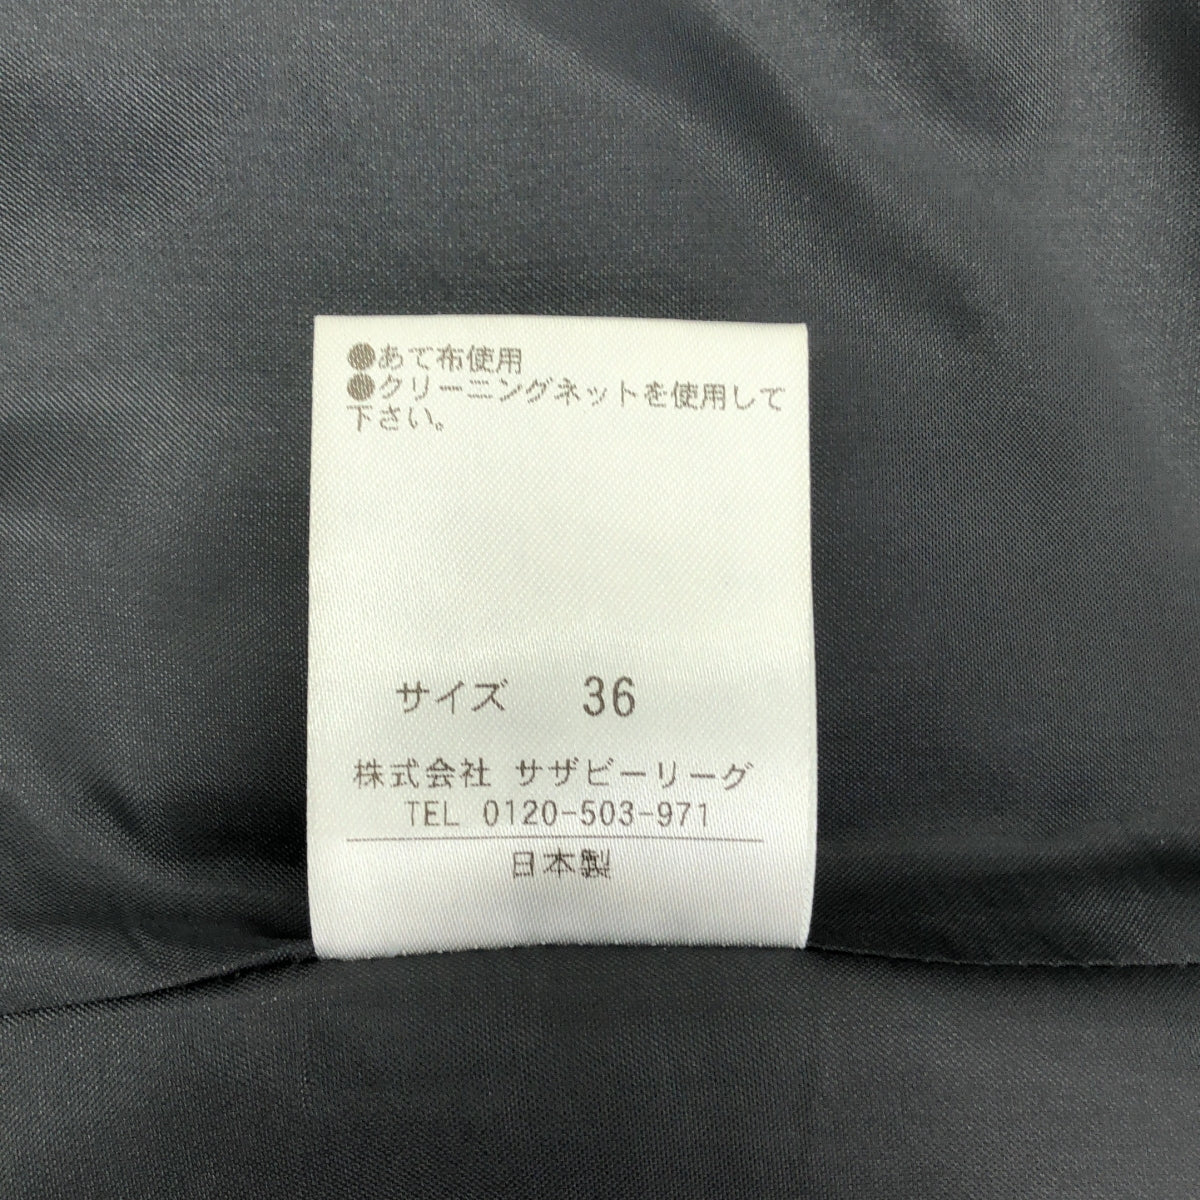 ●あて布使用
●クリーニングネットを使用して
下さい。
サイズ 36
株式会社 サザビーリーグ
TEL 0120-503-971
日本製